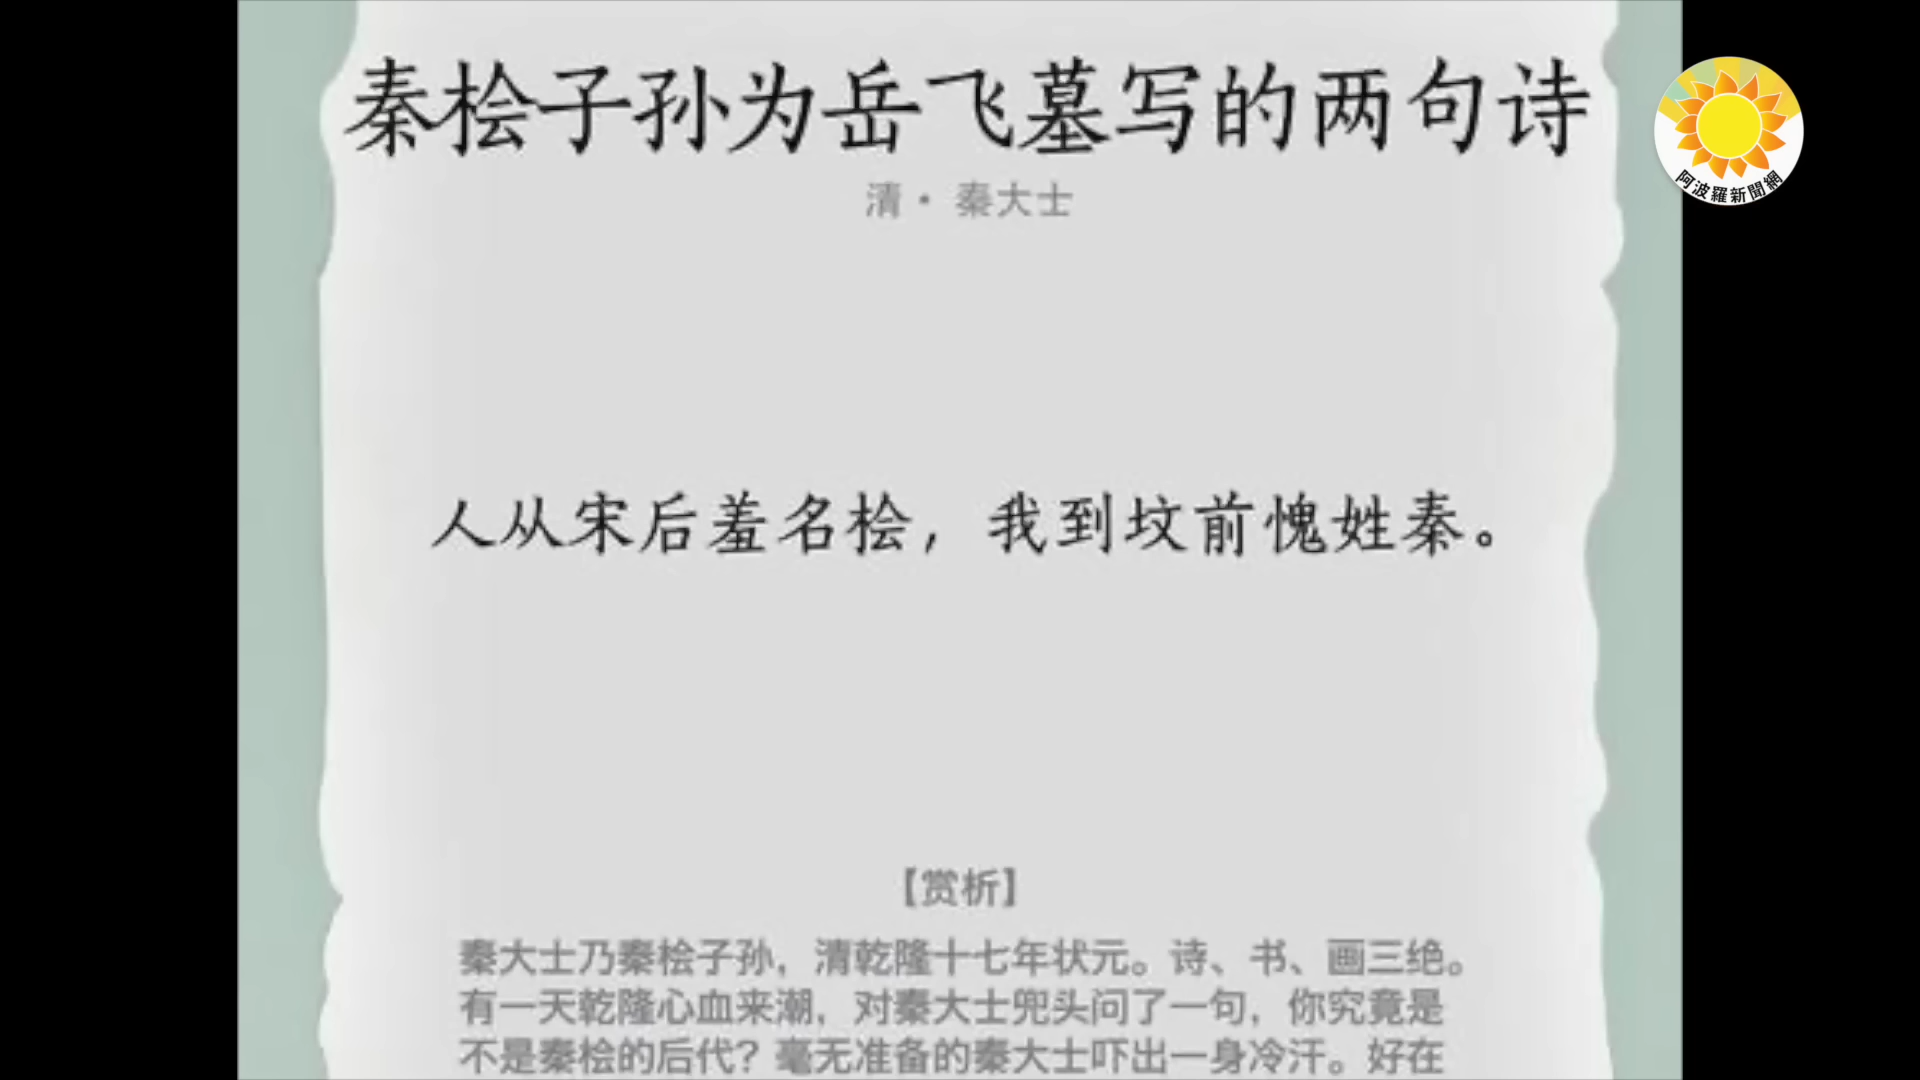 秦桧子孙为岳飞墓写的两句诗
清·秦大士
阿波羅新聞網
人从宋后羞名桧，我到坟前愧姓秦。
【赏析】
秦大士乃秦桧子孙，清乾隆十七年状元。诗、书、画三绝。
有一天乾隆心血来潮，对秦大士兜头问了一句，你究竟是
不是秦桧的后代？毫无准备的秦大士吓出一身冷汗。好在